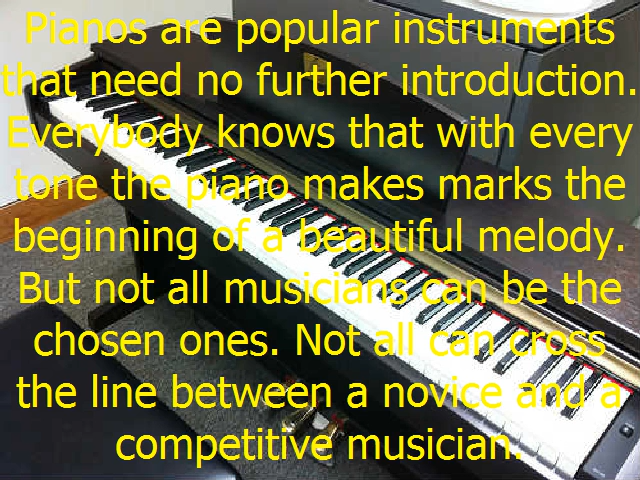 Pianos are popular instruments
that need no further introduction.
Everybody knows that with every
tone the piano makes marks the
beginning of a beautiful melody.
But not all musicians can be the
chosen ones. Not all can cross
the line between a novice and a
competitive musician.